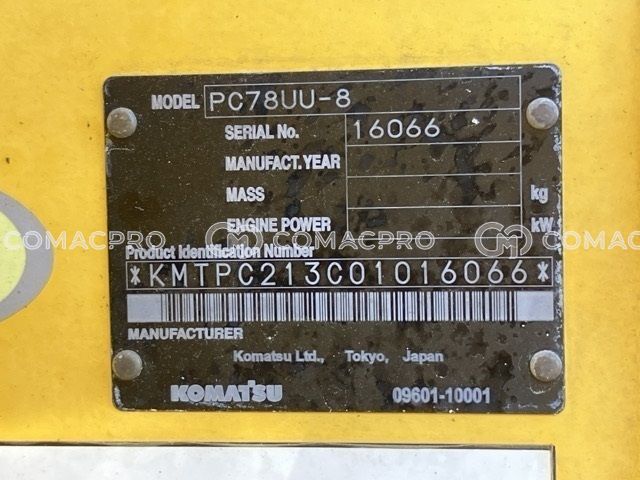 MODEL PC78UU-8
SERIAL No. 16066
MANUFACT. YEAR
MASS kg
ENGINE POWER kW
COMACPRO COMACPRO COMACPRO
Product Identification Number
*KMTPC213C01016066*
MANUFACTURER
Komatsu Ltd., Tokyo, Japan
KOMATSU 09601-10001